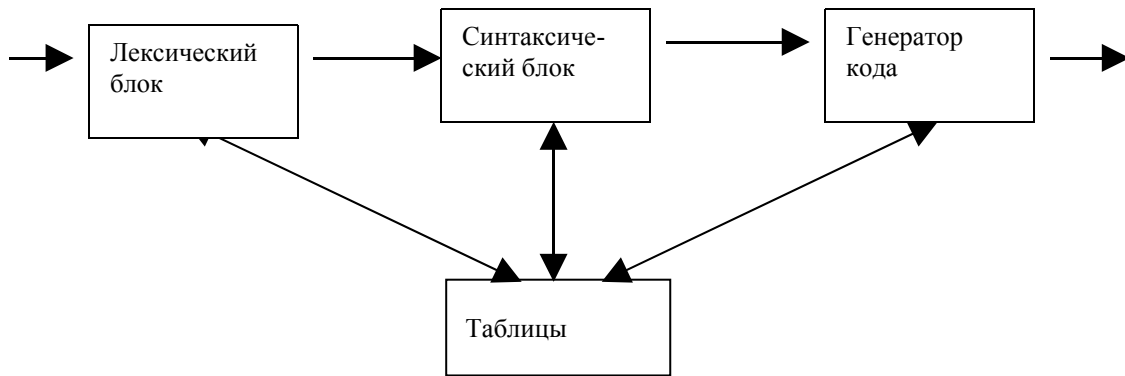 Лексический
блок
Синтаксиче-
ский блок
Генератор
кода
Таблицы